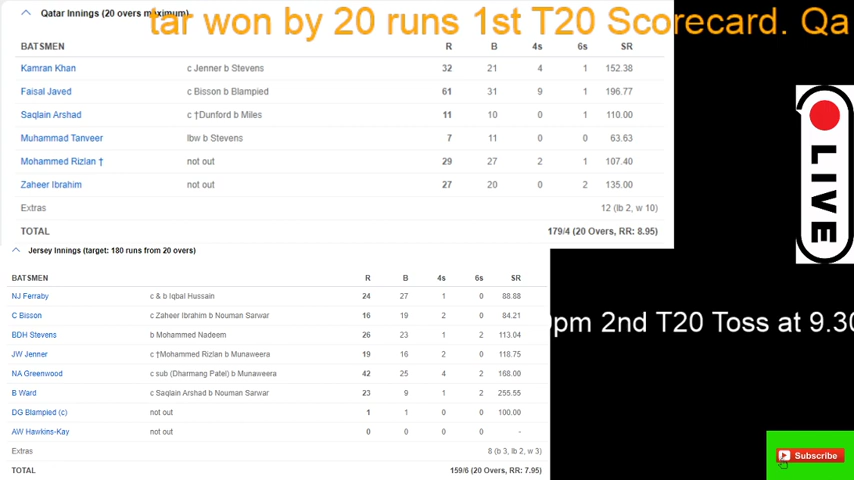 tar won by 20 runs 1st T20 Scorecard. Qa
Qatar Innings (20 overs maximum)
BATSMEN R B 4s 6s SR
Kamran Khan c Jenner b Stevens 32 21 4 1 152.38
Faisal Javed c Bisson b Blampied 61 31 9 1 196.77
Saqlain Arshad c †Dunford b Miles 11 10 0 1 110.00
Muhammad Tanveer lbw b Stevens 7 11 0 0 63.63
Mohammed Rizlan † not out 29 27 2 1 107.40
Zaheer Ibrahim not out 27 20 0 2 135.00
Extras 12 (lb 2, w 10)
TOTAL 179/4 (20 Overs, RR: 8.95)
Jersey Innings (target: 180 runs from 20 overs)
BATSMEN R B 4s 6s SR
NJ Ferraby c & b Iqbal Hussain 24 27 1 0 88.88
C Bisson c Zaheer Ibrahim b Nouman Sarwar 16 19 2 0 84.21
BDH Stevens b Mohammed Nadeem 26 23 1 2 113.04
JW Jenner c †Mohammed Rizlan b Munaweera 19 16 2 0 118.75
NA Greenwood c sub (Dharmang Patel) b Munaweera 42 25 4 2 168.00
B Ward c Saqlain Arshad b Nouman Sarwar 23 9 1 2 255.55
DG Blampied (c) not out 1 1 0 0 100.00
AW Hawkins-Kay not out 0 0 0 0 -
Extras 8 (b 3, lb 2, w 3)
TOTAL 159/6 (20 Overs, RR: 7.95)
LIVE
0pm 2nd T20 Toss at 9.30
Subscribe